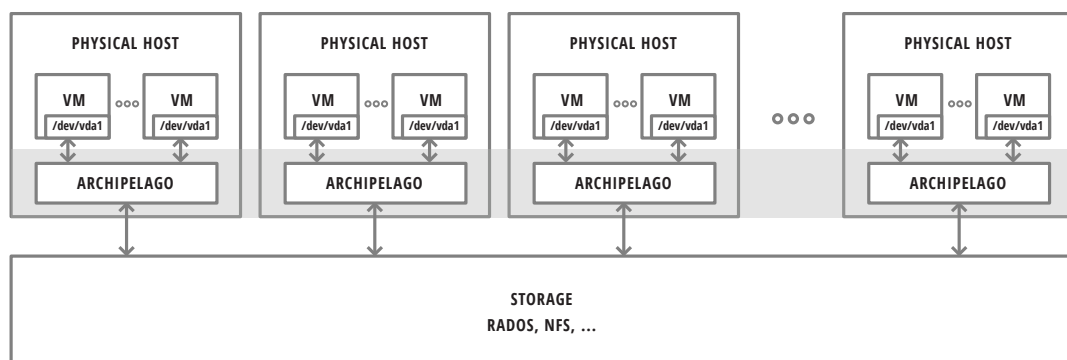 PHYSICAL HOST
VM
VM
/dev/vda1
/dev/vda1
ARCHIPELAGO
PHYSICAL HOST
VM
VM
/dev/vda1
/dev/vda1
ARCHIPELAGO
PHYSICAL HOST
VM
VM
/dev/vda1
/dev/vda1
ARCHIPELAGO
PHYSICAL HOST
VM
VM
/dev/vda1
/dev/vda1
ARCHIPELAGO
STORAGE
RADOS, NFS, ...